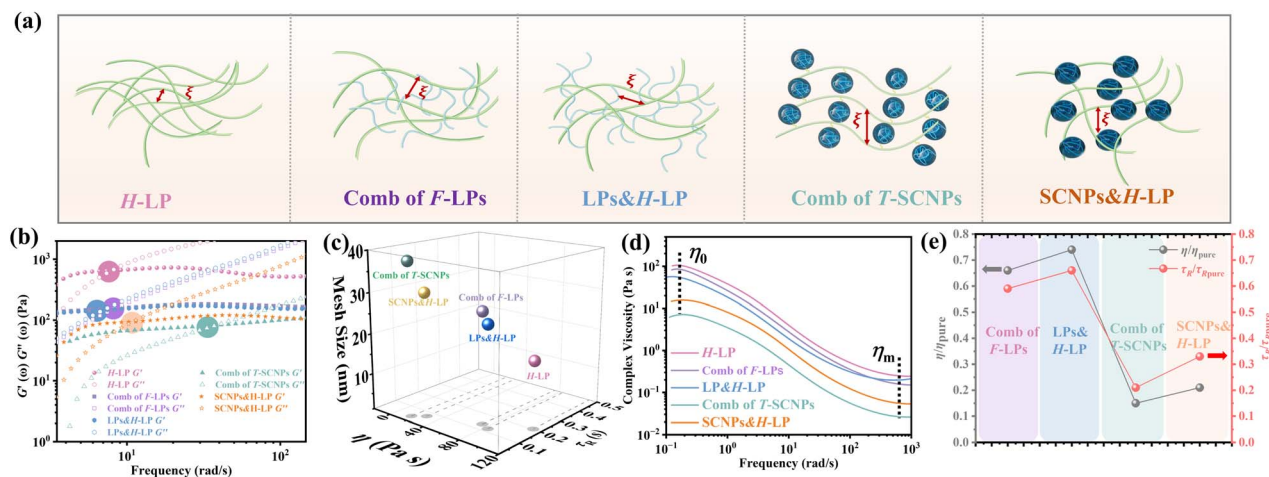 (a)
ξ
ξ
ξ
ξ
ξ
H-LP
Comb of F-LPs
LPs&H-LP
Comb of T-SCNPs
SCNPs&H-LP
(b)
G' (ω) G'' (ω) (Pa)
10³
10²
10¹
10⁰
H-LP G'
H-LP G''
Comb of F-LPs G'
Comb of F-LPs G''
LPs&H-LP G'
LPs&H-LP G''
Comb of T-SCNPs G'
Comb of T-SCNPs G''
SCNPs&H-LP G'
SCNPs&H-LP G''
10¹
10²
Frequency (rad/s)
(c)
Mesh Size (nm)
40
30
20
10
Comb of T-SCNPs
SCNPs&H-LP
Comb of F-LPs
LPs&H-LP
H-LP
0
40
80
120
η (Pa s)
0.1
0.2
0.3
0.4
0.5
τR (s)
(d)
Complex Viscosity (Pa s)
10²
10¹
10⁰
10⁻¹
10⁻²
η₀
ηm
H-LP
Comb of F-LPs
LP&H-LP
Comb of T-SCNPs
SCNPs&H-LP
10⁻¹
10⁰
10¹
10²
10³
Frequency (rad/s)
(e)
η/ηpure
0.8
0.7
0.6
0.5
0.4
0.3
0.2
0.1
0.0
η/ηpure
τR/τRpure
Comb of
F-LPs
LPs&
H-LP
Comb of
T-SCNPs
SCNPs&
H-LP
0.8
0.7
0.6
0.5
0.4
0.3
0.2
0.1
0.0
τR/τRpure